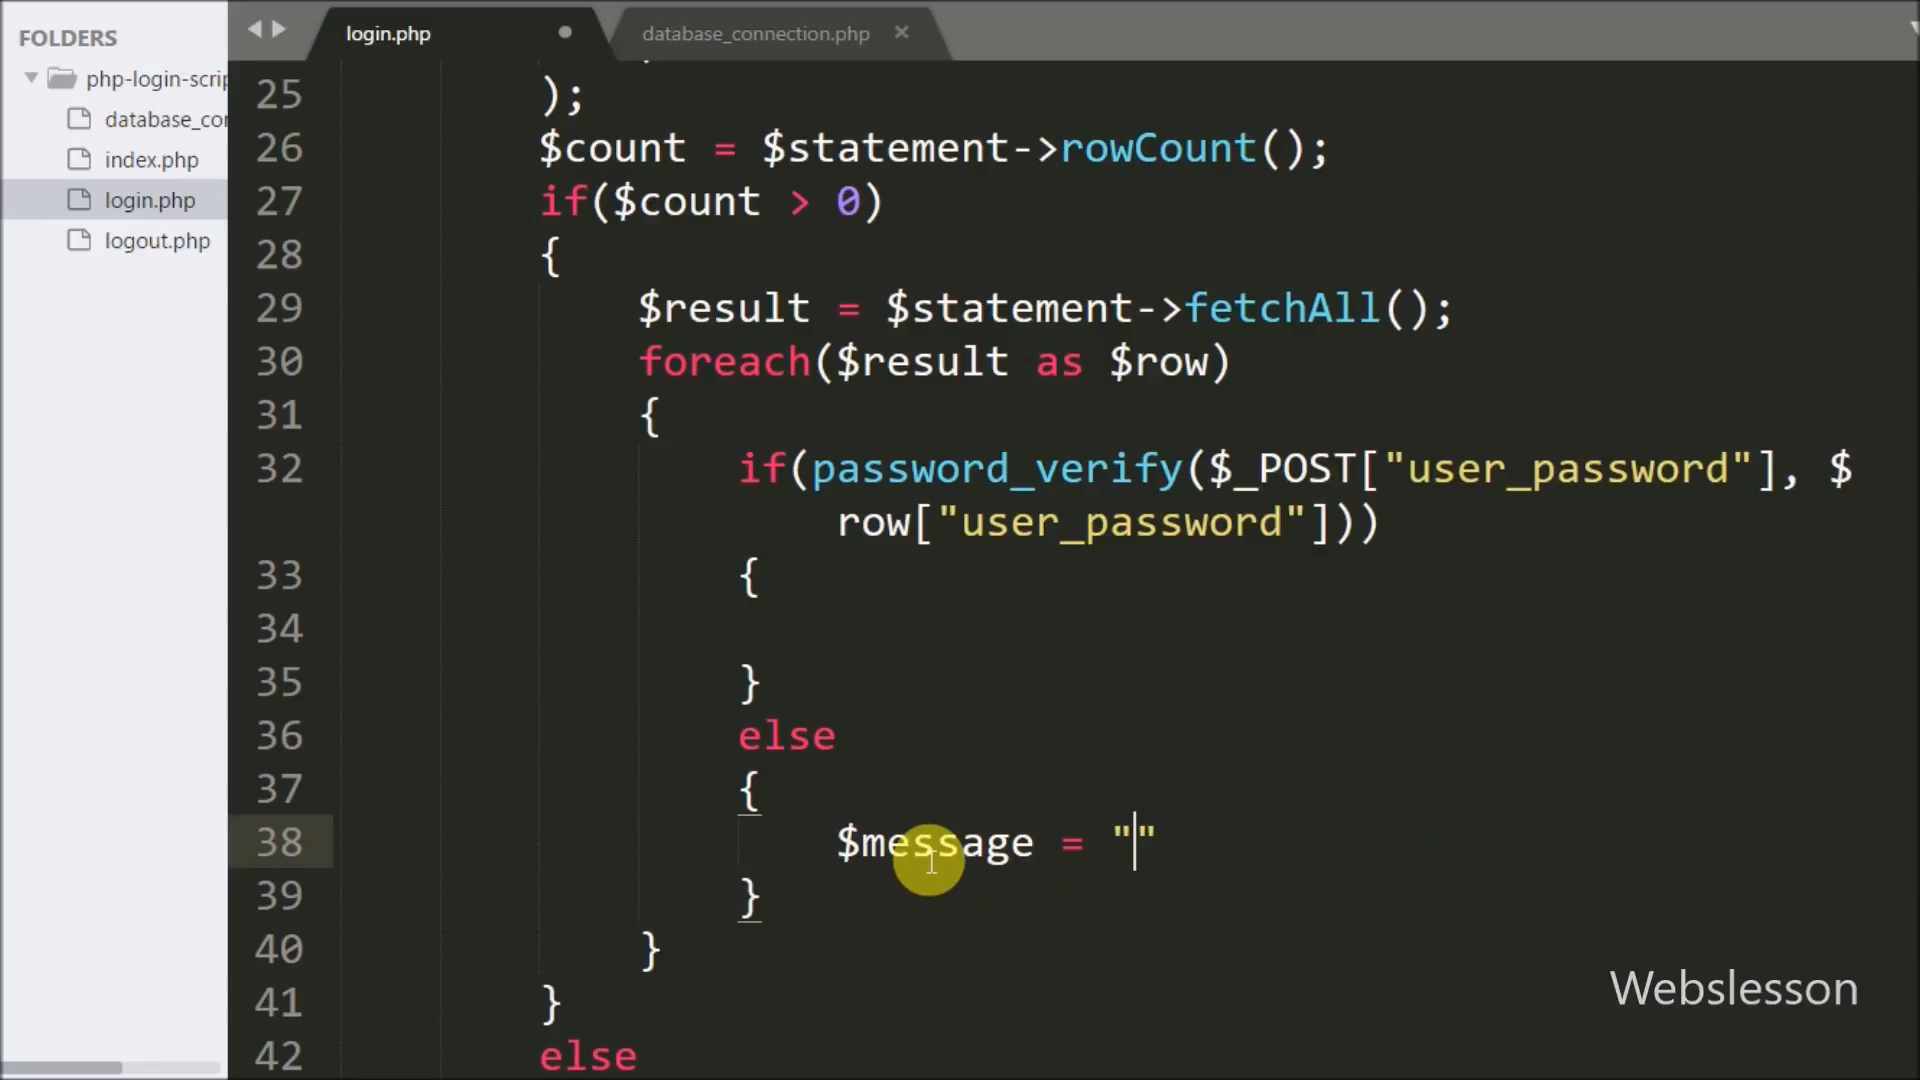 FOLDERS
php-login-scrip
database_cor
index.php
login.php
logout.php
login.php
database_connection.php
25 );
26 $count = $statement->rowCount();
27 if($count > 0)
28 {
29 $result = $statement->fetchAll();
30 foreach($result as $row)
31 {
32 if(password_verify($_POST["user_password"], $
row["user_password"]))
33 {
34
35 }
36 else
37 {
38 $message = ""
39 }
40 }
41 }
42 else
Webslesson